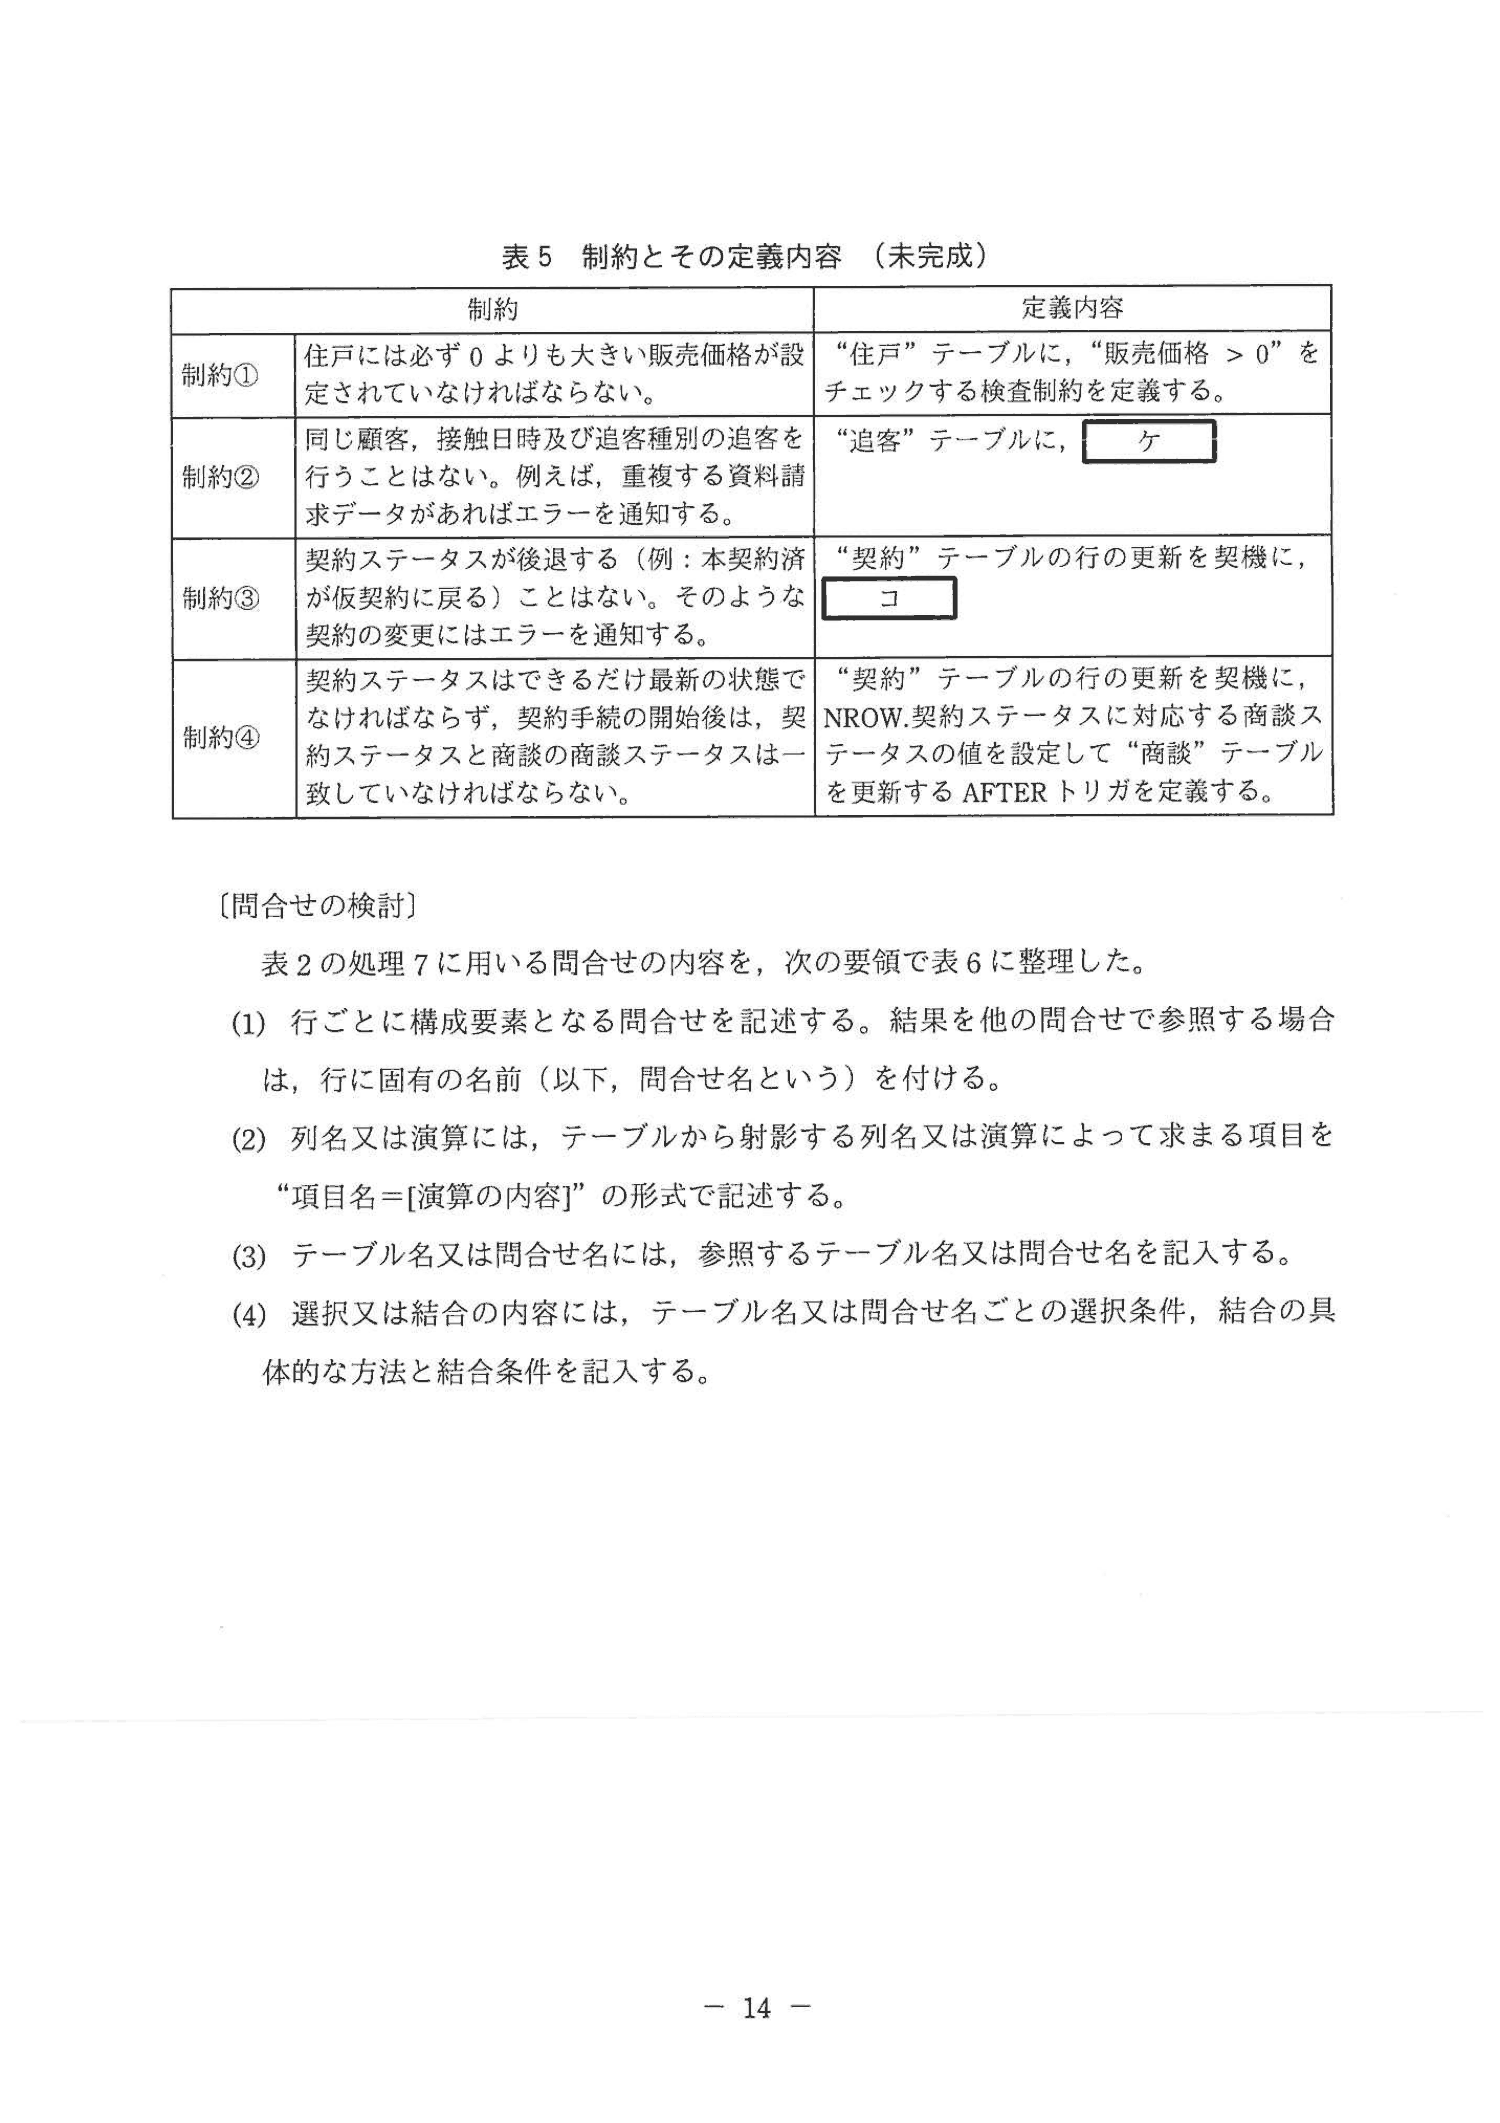 表5 制約とその定義内容 (未完成)
制約
定義内容
制約①
住戸には必ず0よりも大きい販売価格が設
定されていなければならない。
“住戸”テーブルに,“販売価格 > 0”を
チェックする検査制約を定義する。
制約②
同じ顧客,接触日時及び追客種別の追客を
行うことはない。例えば,重複する資料請
求データがあればエラーを通知する。
“追客”テーブルに, ケ
制約③
契約ステータスが後退する(例:本契約済
が仮契約に戻る)ことはない。そのような
契約の変更にはエラーを通知する。
“契約”テーブルの行の更新を契機に,
コ
制約④
契約ステータスはできるだけ最新の状態で
なければならず,契約手続の開始後は,契
約ステータスと商談の商談ステータスは一
致していなければならない。
“契約”テーブルの行の更新を契機に,
NROW.契約ステータスに対応する商談ス
テータスの値を設定して“商談”テーブル
を更新する AFTER トリガを定義する。
〔問合せの検討〕
表2の処理7に用いる問合せの内容を,次の要領で表6に整理した。
(1) 行ごとに構成要素となる問合せを記述する。結果を他の問合せで参照する場合
は,行に固有の名前(以下,問合せ名という)を付ける。
(2) 列名又は演算には,テーブルから射影する列名又は演算によって求まる項目を
“項目名=[演算の内容]”の形式で記述する。
(3) テーブル名又は問合せ名には,参照するテーブル名又は問合せ名を記入する。
(4) 選択又は結合の内容には,テーブル名又は問合せ名ごとの選択条件,結合の具
体的な方法と結合条件を記入する。
― 14 ―